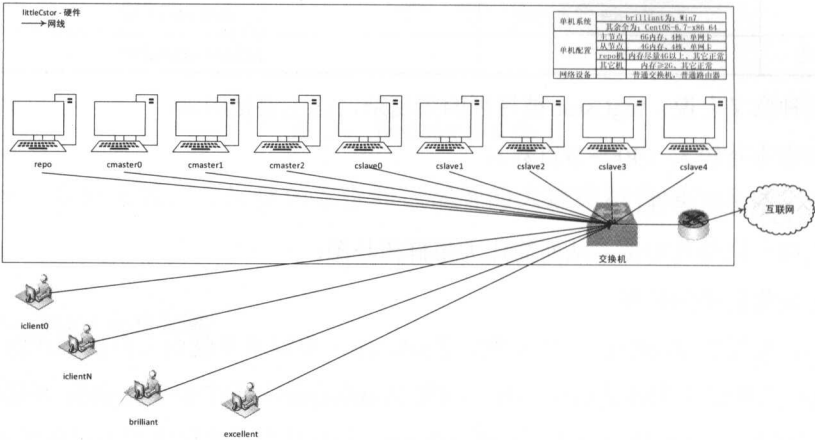 littleCstor - 硬件
网线
单机系统 brilliant为: Win7
其余全为: CentOS-6.7-x86 64
单机配置 主节点 6G内存, 4核, 单网卡
从节点 4G内存, 4核, 单网卡
repo机 内存尽量4G以上, 其它正常
其它机 内存≥2G, 其它正常
网络设备 普通交换机, 普通路由器
repo cmaster0 cmaster1 cmaster2 cslave0 cslave1 cslave2 cslave3 cslave4
互联网
交换机
iclient0
iclientN
brilliant
excellent